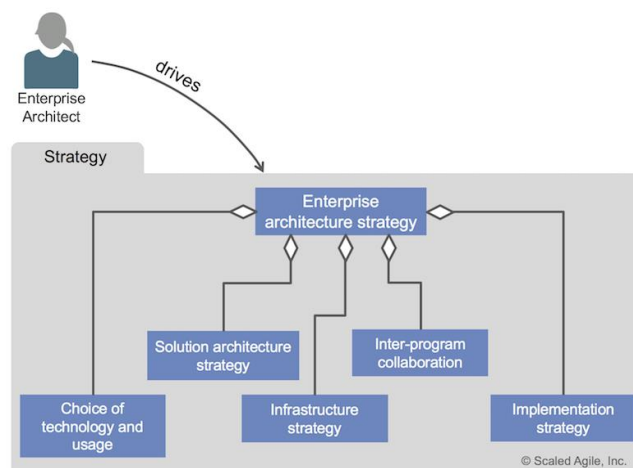 drives
Enterprise
Architect
Strategy
Enterprise
architecture strategy
Solution architecture
strategy
Inter-program
collaboration
Choice of
technology and
usage
Infrastructure
strategy
Implementation
strategy
© Scaled Agile, Inc.